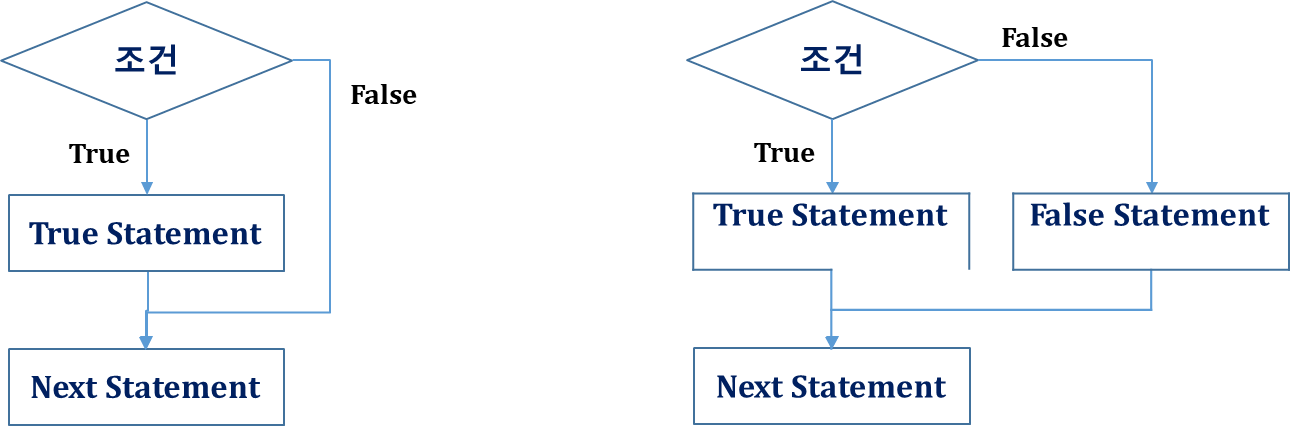 조건
False
True
True Statement
Next Statement
조건
False
True
True Statement
False Statement
Next Statement